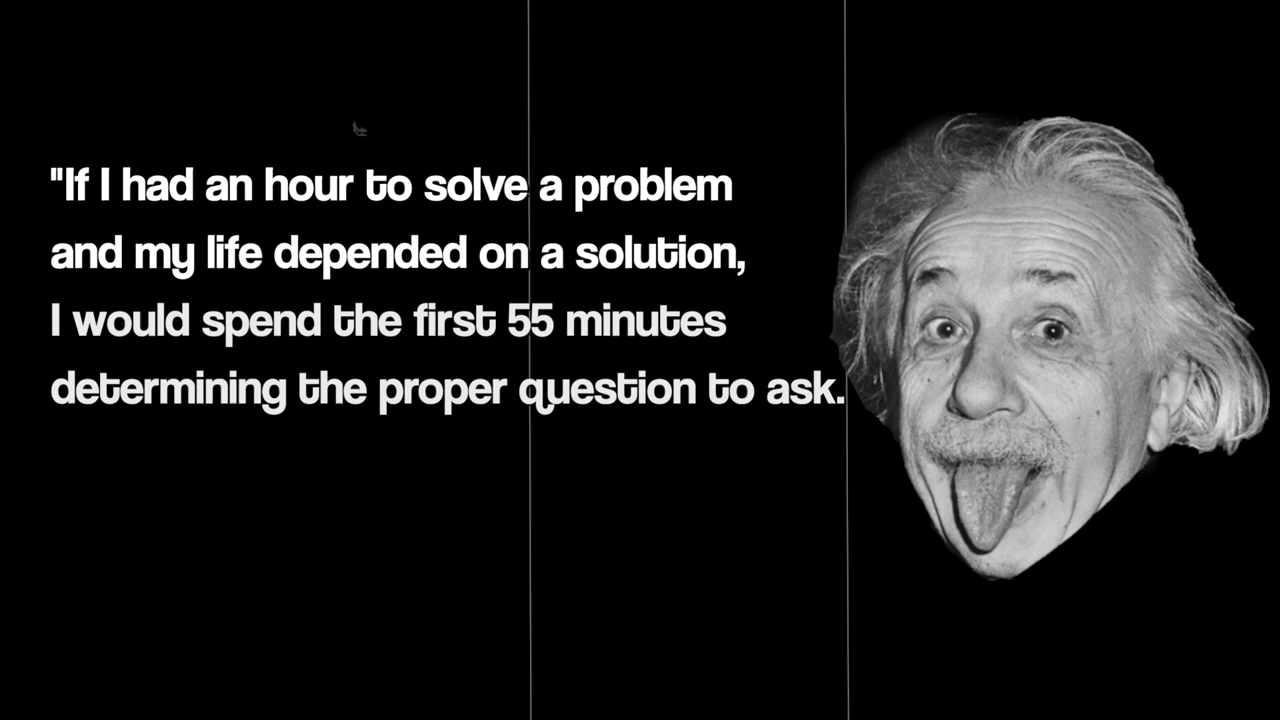 "If I had an hour to solve a problem
and my life depended on a solution,
I would spend the first 55 minutes
determining the proper question to ask.